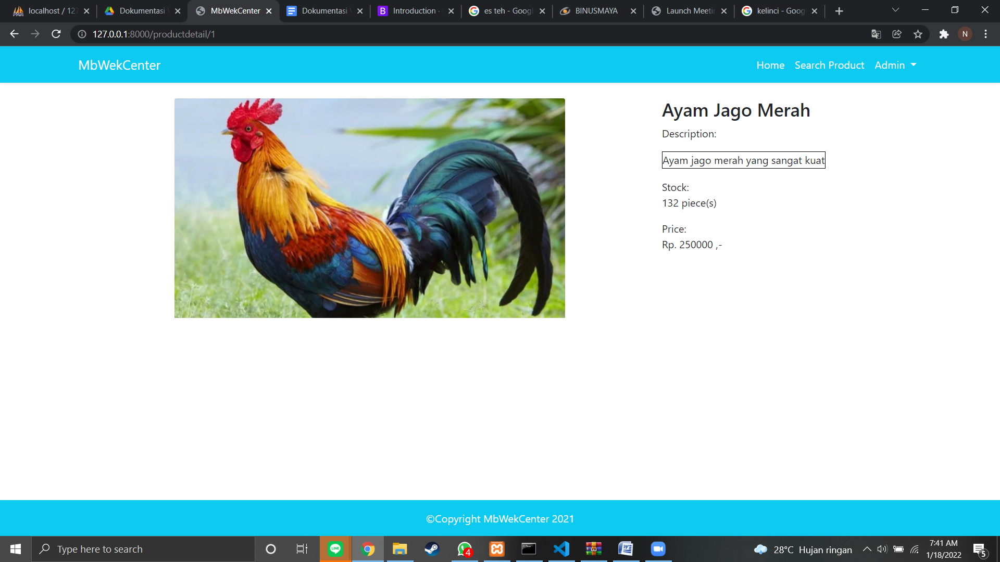 localhost / 127
Dokumentasi
MbWekCenter
Dokumentasi
Introduction ·
es teh - Googl
BINUSMAYA
Launch Meetin
kelinci - Goog
127.0.0.1:8000/productdetail/1
N
MbWekCenter
Home
Search Product
Admin
Ayam Jago Merah
Description:
Ayam jago merah yang sangat kuat
Stock:
132 piece(s)
Price:
Rp. 250000 ,-
©Copyright MbWekCenter 2021
Type here to search
LINE
4
28°C Hujan ringan
7:41 AM
1/18/2022
5